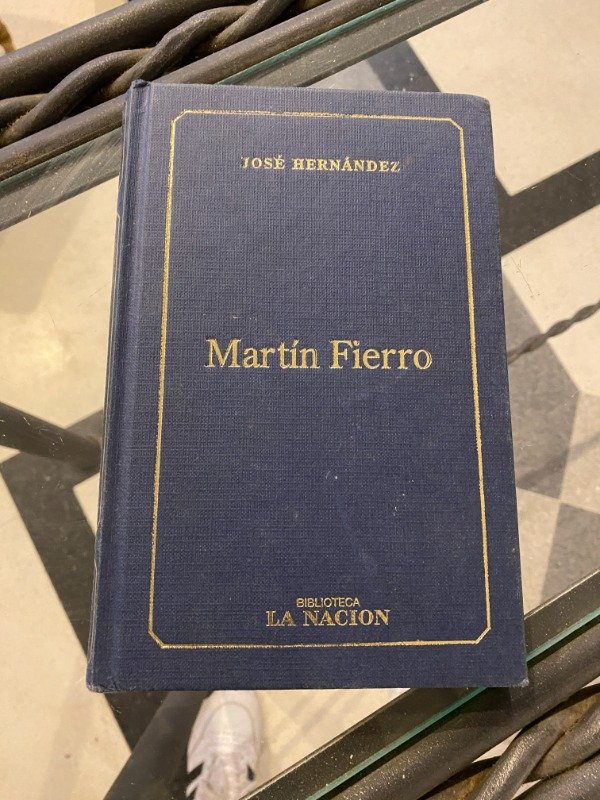 JOSÉ HERNÁNDEZ
Martín Fierro
BIBLIOTECA
LA NACION